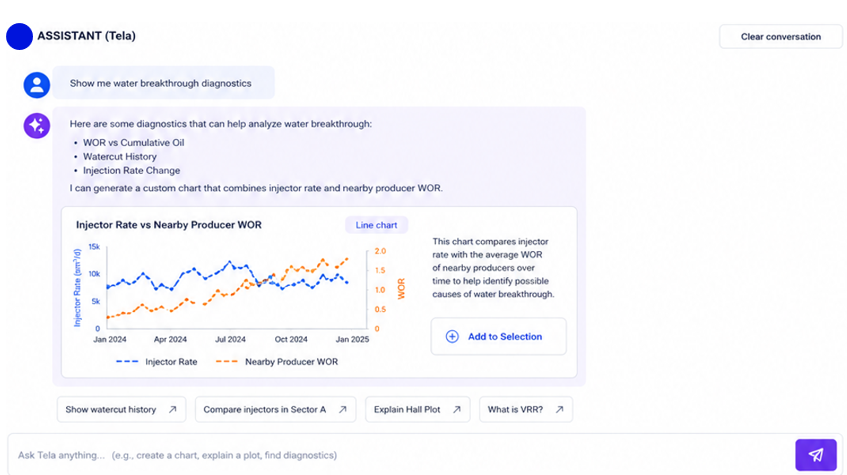 ASSISTANT (Tela)
Clear conversation
Show me water breakthrough diagnostics
Here are some diagnostics that can help analyze water breakthrough:
• WOR vs Cumulative Oil
• Watercut History
• Injection Rate Change
I can generate a custom chart that combines injector rate and nearby producer WOR.
Injector Rate vs Nearby Producer WOR
Line chart
Injector Rate
15k
10k
5k
0
2.0
1.5
1.0
0.5
0
WOR
Jan 2024 Apr 2024 Jul 2024 Oct 2024 Jan 2025
Injector Rate Nearby Producer WOR
This chart compares injector
rate with the average WOR
of nearby producers over
time to help identify possible
causes of water breakthrough.
Add to Selection
Show watercut history
Compare injectors in Sector A
Explain Hall Plot
What is VRR?
Ask Tela anything... (e.g., create a chart, explain a plot, find diagnostics)